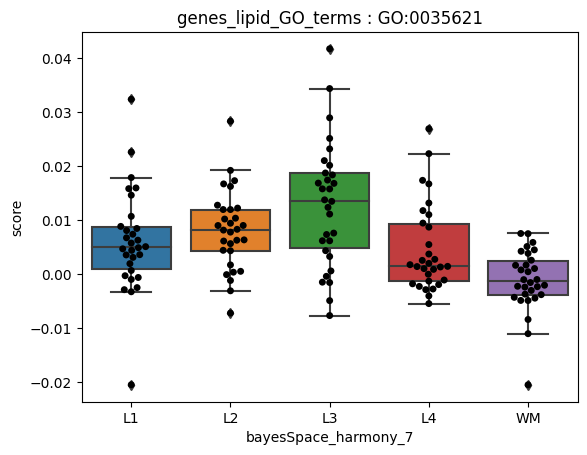 genes_lipid_GO_terms : GO:0035621
score
0.04
0.03
0.02
0.01
0.00
−0.01
−0.02
L1 L2 L3 L4 WM
bayesSpace_harmony_7